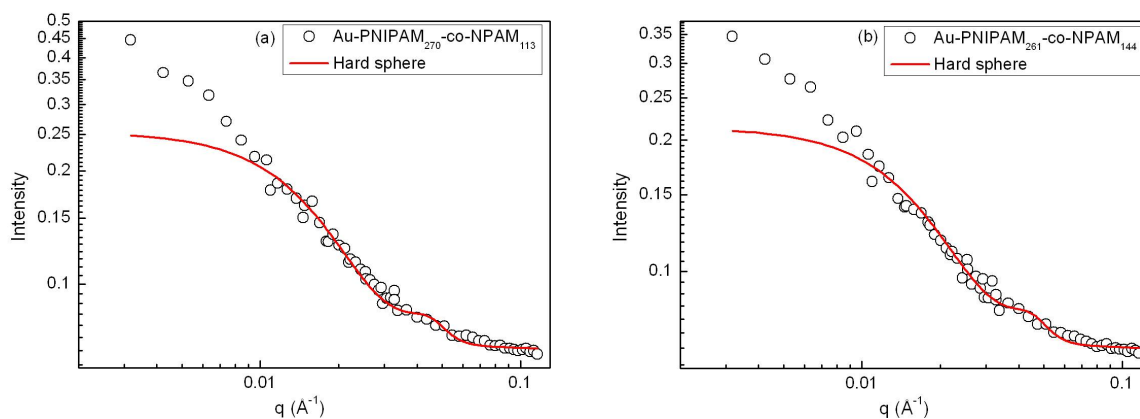 0.5
0.45
0.4
0.35
0.3
0.25
0.2
0.15
0.1
Intensity
(a)
Au-PNIPAM₂₇₀-co-NPAM₁₁₃
Hard sphere
0.01
0.1
q (Å⁻¹)
0.35
0.3
0.25
0.2
0.15
0.1
Intensity
(b)
Au-PNIPAM₂₆₁-co-NPAM₁₄₄
Hard sphere
0.01
0.1
q (Å⁻¹)